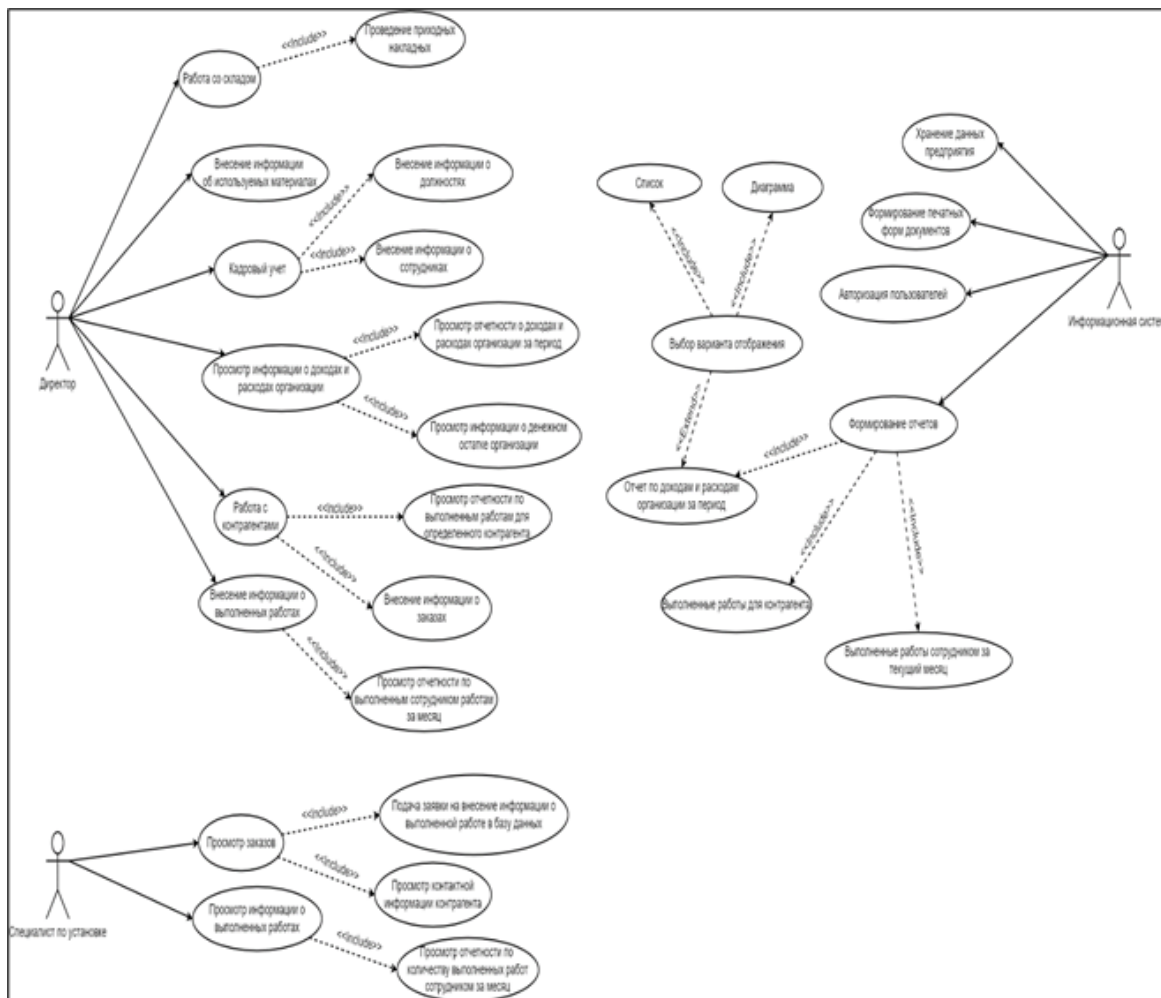 <<Include>>
Проведение приходных
накладных
Работа со складом
Внесение информации
об используемых материалах
Внесение информации о
должностях
<<Include>>
Кадровый учет
<<Include>>
Внесение информации о
сотрудниках
Директор
Просмотр информации о доходах и
расходах организации
<<Include>>
Просмотр отчетности о доходах и
расходах организации за период
<<Include>>
Просмотр информации о денежном
остатке организации
Работа с
контрагентами
<<Include>>
Просмотр отчетности по
выполненным работам для
определенного контрагента
<<Include>>
Внесение информации о
заказах
Внесение информации о
выполненных работах
<<Include>>
Просмотр отчетности по
выполненным сотрудником работам
за месяц
Специалист по установке
Просмотр заказов
<<Include>>
Подача заявки на внесение информации о
выполненной работе в базу данных
<<Include>>
Просмотр контактной
информации контрагента
Просмотр информации о
выполненных работах
<<Include>>
Просмотр отчетности по
количеству выполненных работ
сотрудником за месяц
Список
Диаграмма
<<Include>>
<<Include>>
Выбор варианта отображения
<<Extend>>
Отчет по доходам и расходам
организации за период
<<Include>>
Хранение данных
предприятия
Формирование печатных
форм документов
Авторизация пользователей
Информационная систем
Формирование отчетов
<<Include>>
<<Include>>
Выполненные работы для контрагента
Выполненные работы сотрудником за
текущий месяц